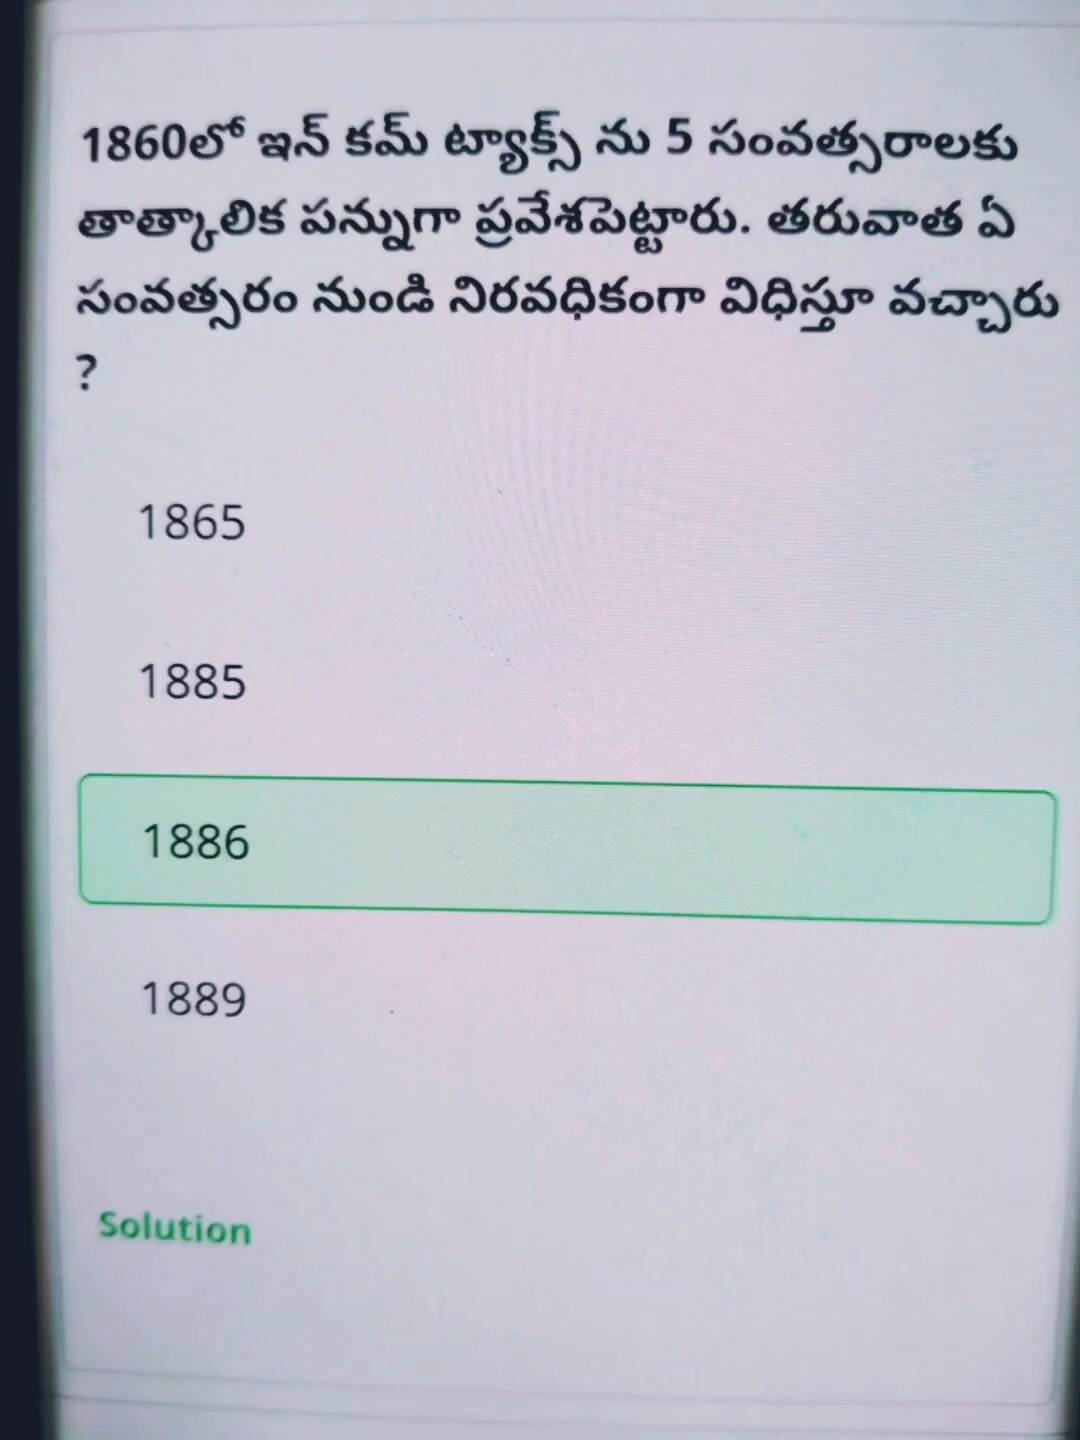 1860లో ఇన్ కమ్ ట్యాక్స్ ను 5 సంవత్సరాలకు
తాత్కాలిక పన్నుగా ప్రవేశపెట్టారు. తరువాత ఏ
సంవత్సరం నుండి నిరవధికంగా విధిస్తూ వచ్చారు
?
1865
1885
1886
1889
Solution